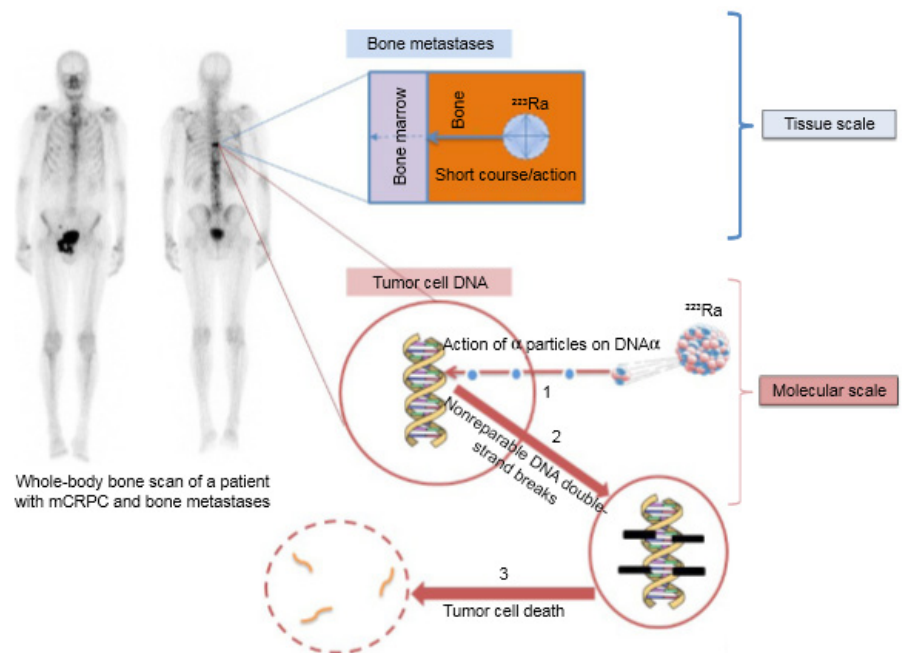 Bone metastases
Bone marrow
Bone
²²³Ra
Short course/action
Tissue scale
Tumor cell DNA
²²³Ra
Action of α particles on DNAα
1
Molecular scale
2
Nonreparable DNA double-
strand breaks
Whole-body bone scan of a patient
with mCRPC and bone metastases
3
Tumor cell death